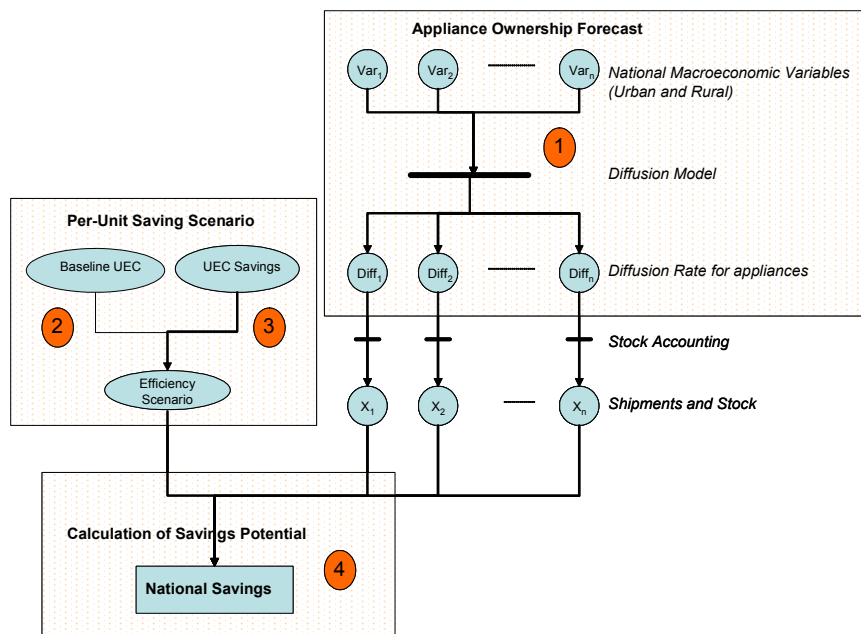 Appliance Ownership Forecast
Var1 Var2 Varn
National Macroeconomic Variables
(Urban and Rural)
1
Diffusion Model
Per-Unit Saving Scenario
Baseline UEC
UEC Savings
Diff1 Diff2 Diffn
Diffusion Rate for appliances
2
3
Stock Accounting
Efficiency
Scenario
X1 X2 Xn
Shipments and Stock
Calculation of Savings Potential
4
National Savings